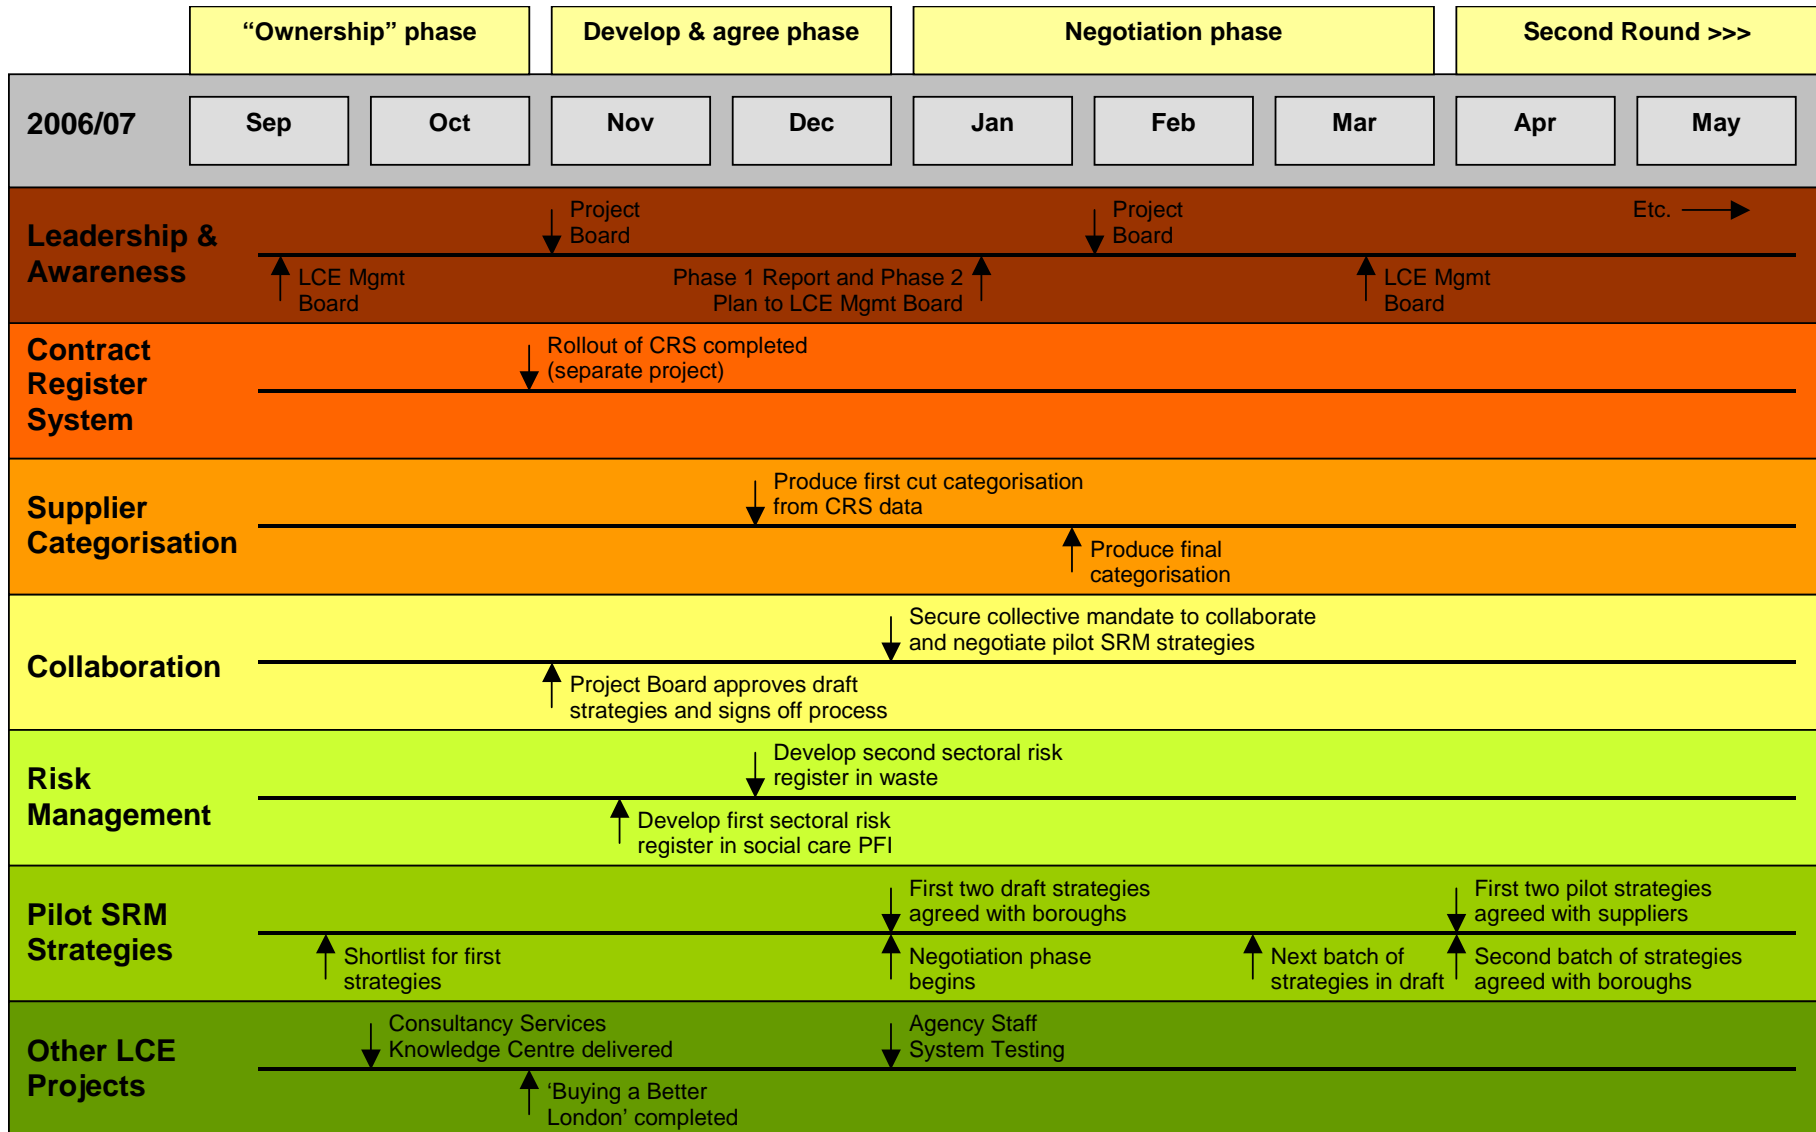 “Ownership” phase
Develop & agree phase
Negotiation phase
Second Round >>>
2006/07
Sep
Oct
Nov
Dec
Jan
Feb
Mar
Apr
May
Leadership &
Awareness
Project
Board
Project
Board
Etc.
LCE Mgmt
Board
Phase 1 Report and Phase 2
Plan to LCE Mgmt Board
LCE Mgmt
Board
Contract
Register
System
Rollout of CRS completed
(separate project)
Supplier
Categorisation
Produce first cut categorisation
from CRS data
Produce final
categorisation
Collaboration
Secure collective mandate to collaborate
and negotiate pilot SRM strategies
Project Board approves draft
strategies and signs off process
Risk
Management
Develop second sectoral risk
register in waste
Develop first sectoral risk
register in social care PFI
Pilot SRM
Strategies
First two draft strategies
agreed with boroughs
First two pilot strategies
agreed with suppliers
Shortlist for first
strategies
Negotiation phase
begins
Next batch of
strategies in draft
Second batch of strategies
agreed with boroughs
Other LCE
Projects
Consultancy Services
Knowledge Centre delivered
Agency Staff
System Testing
‘Buying a Better
London’ completed